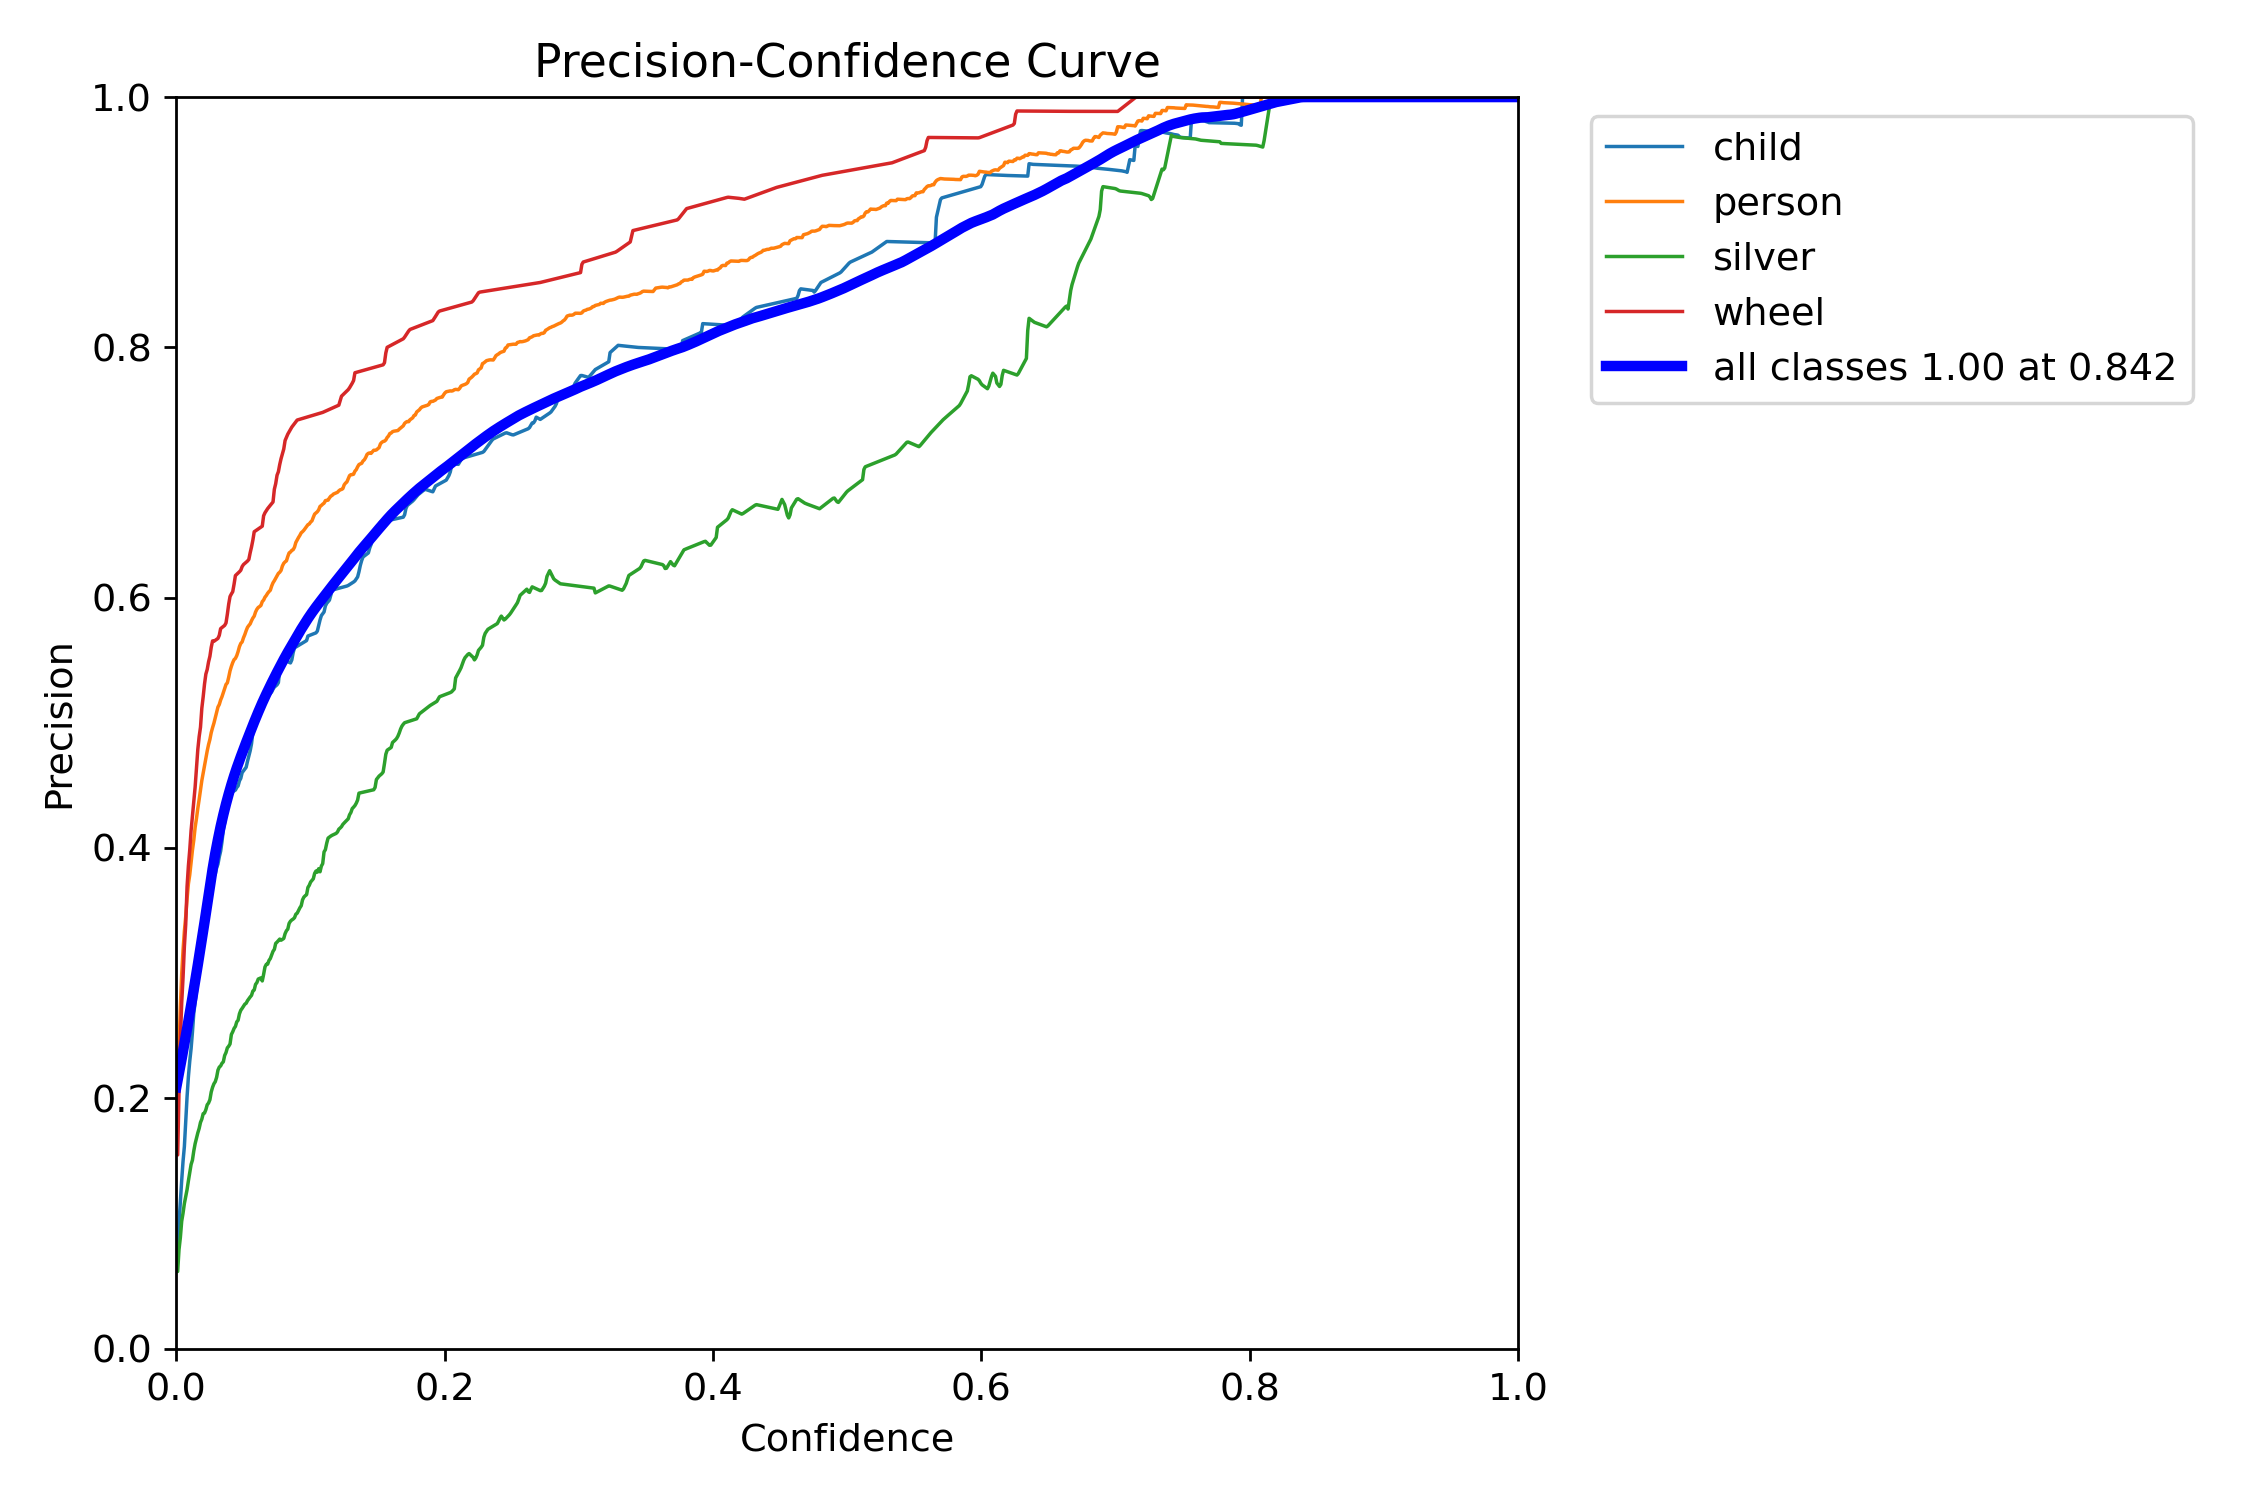 Precision-Confidence Curve
1.0
0.8
0.6
0.4
0.2
0.0
Precision
0.0 0.2 0.4 0.6 0.8 1.0
Confidence
child
person
silver
wheel
all classes 1.00 at 0.842